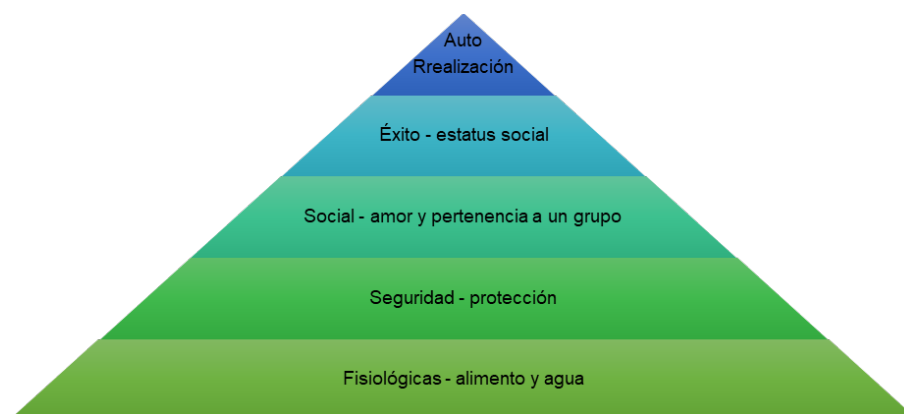 Auto
Rrealización
Éxito - estatus social
Social - amor y pertenencia a un grupo
Seguridad - protección
Fisiológicas - alimento y agua